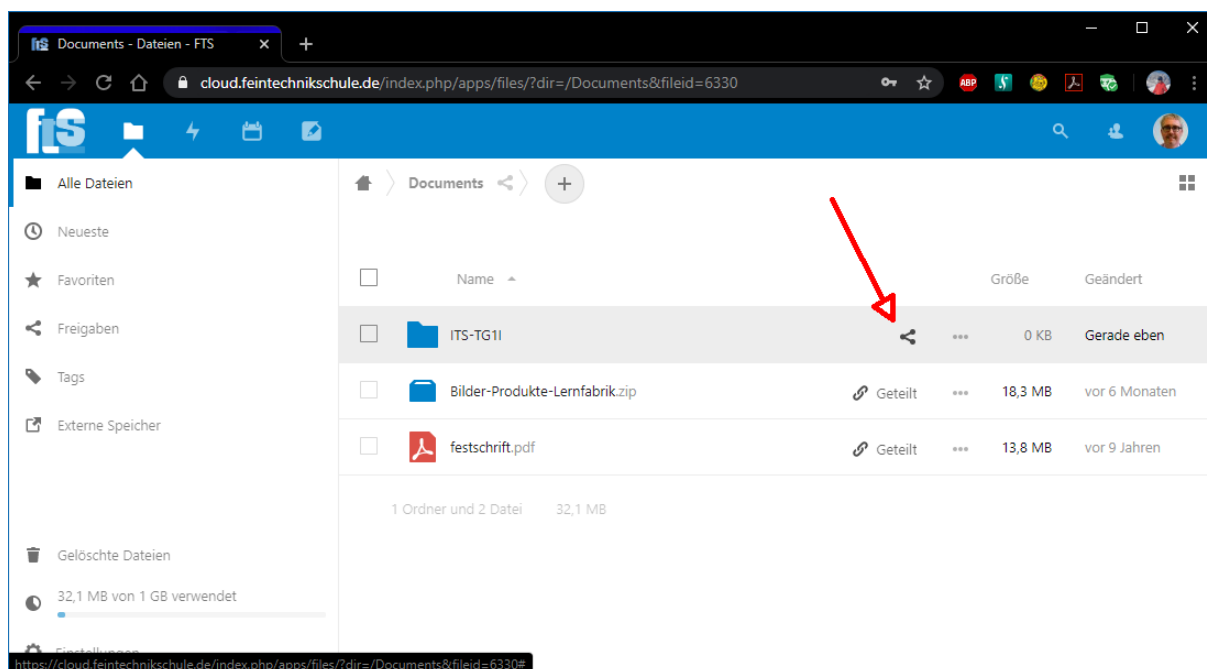 FTS Documents - Dateien - FTS
cloud.feintechnikschule.de/index.php/apps/files/?dir=/Documents&fileid=6330
ABP
fts
Alle Dateien
Documents
Neueste
Favoriten
Name Größe Geändert
Freigaben
ITS-TG1I 0 KB Gerade eben
Tags
Bilder-Produkte-Lernfabrik.zip Geteilt 18,3 MB vor 6 Monaten
Externe Speicher
festschrift.pdf Geteilt 13,8 MB vor 9 Jahren
1 Ordner und 2 Datei 32,1 MB
Gelöschte Dateien
32,1 MB von 1 GB verwendet
Einstellungen
https://cloud.feintechnikschule.de/index.php/apps/files/?dir=/Documents&fileid=6330#